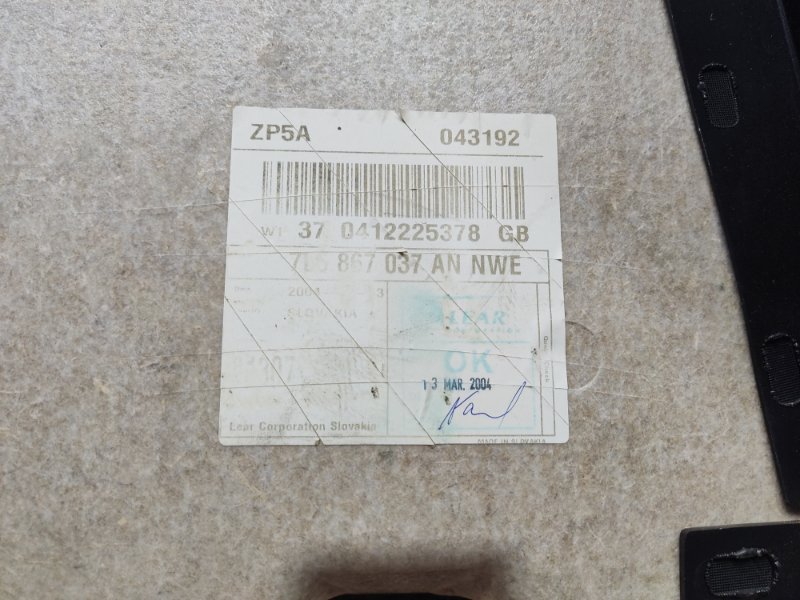 ZP5A 043192
37 0412225378 GB
867 037 AN NWE
SLOVAKIA
LEAR
OK
13 MAR. 2004
Lear Corporation Slovakia
MADE IN SLOVAKIA